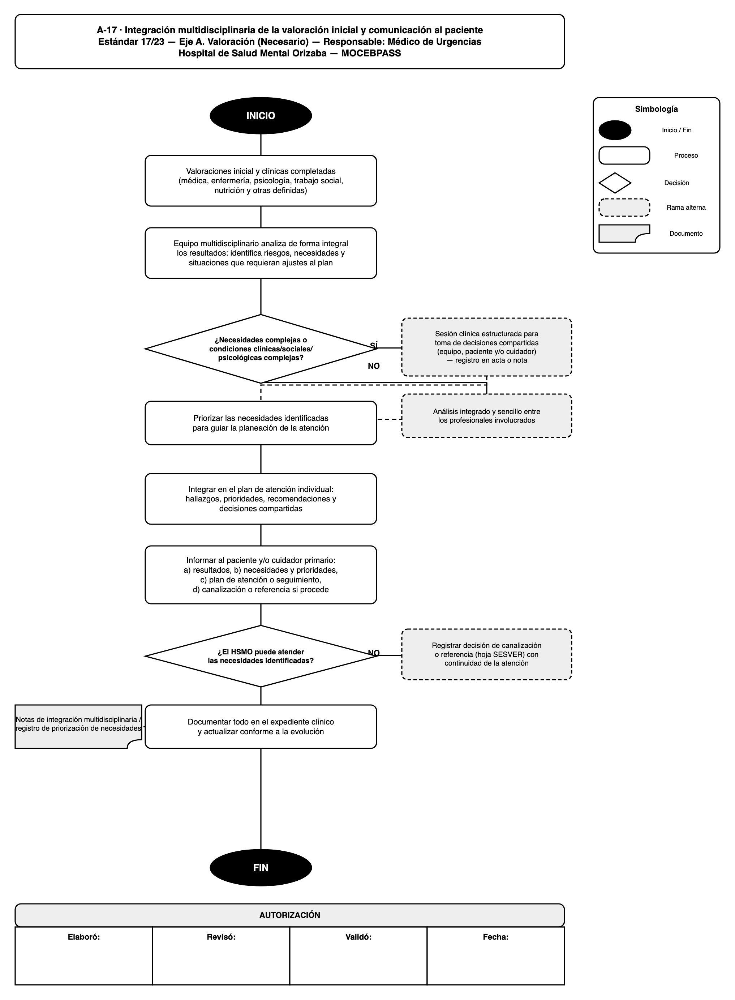 A-17 · Integración multidisciplinaria de la valoración inicial y comunicación al paciente
Estándar 17/23 — Eje A. Valoración (Necesario) — Responsable: Médico de Urgencias
Hospital de Salud Mental Orizaba — MOCEBPASS
Simbología
Inicio / Fin
Proceso
Decisión
Rama alterna
Documento
INICIO
Valoraciones inicial y clínicas completadas
(médica, enfermería, psicología, trabajo social,
nutrición y otras definidas)
Equipo multidisciplinario analiza de forma integral
los resultados: identifica riesgos, necesidades y
situaciones que requieran ajustes al plan
¿Necesidades complejas o
condiciones clínicas/sociales/
psicológicas complejas?
SÍ
Sesión clínica estructurada para
toma de decisiones compartidas
(equipo, paciente y/o cuidador)
— registro en acta o nota
NO
Análisis integrado y sencillo entre
los profesionales involucrados
Priorizar las necesidades identificadas
para guiar la planeación de la atención
Integrar en el plan de atención individual:
hallazgos, prioridades, recomendaciones y
decisiones compartidas
Informar al paciente y/o cuidador primario:
a) resultados, b) necesidades y prioridades,
c) plan de atención o seguimiento,
d) canalización o referencia si procede
¿El HSMO puede atender
las necesidades identificadas?
NO
Registrar decisión de canalización
o referencia (hoja SESVER) con
continuidad de la atención
Notas de integración multidisciplinaria /
registro de priorización de necesidades
Documentar todo en el expediente clínico
y actualizar conforme a la evolución
FIN
AUTORIZACIÓN
Elaboró:
Revisó:
Validó:
Fecha: